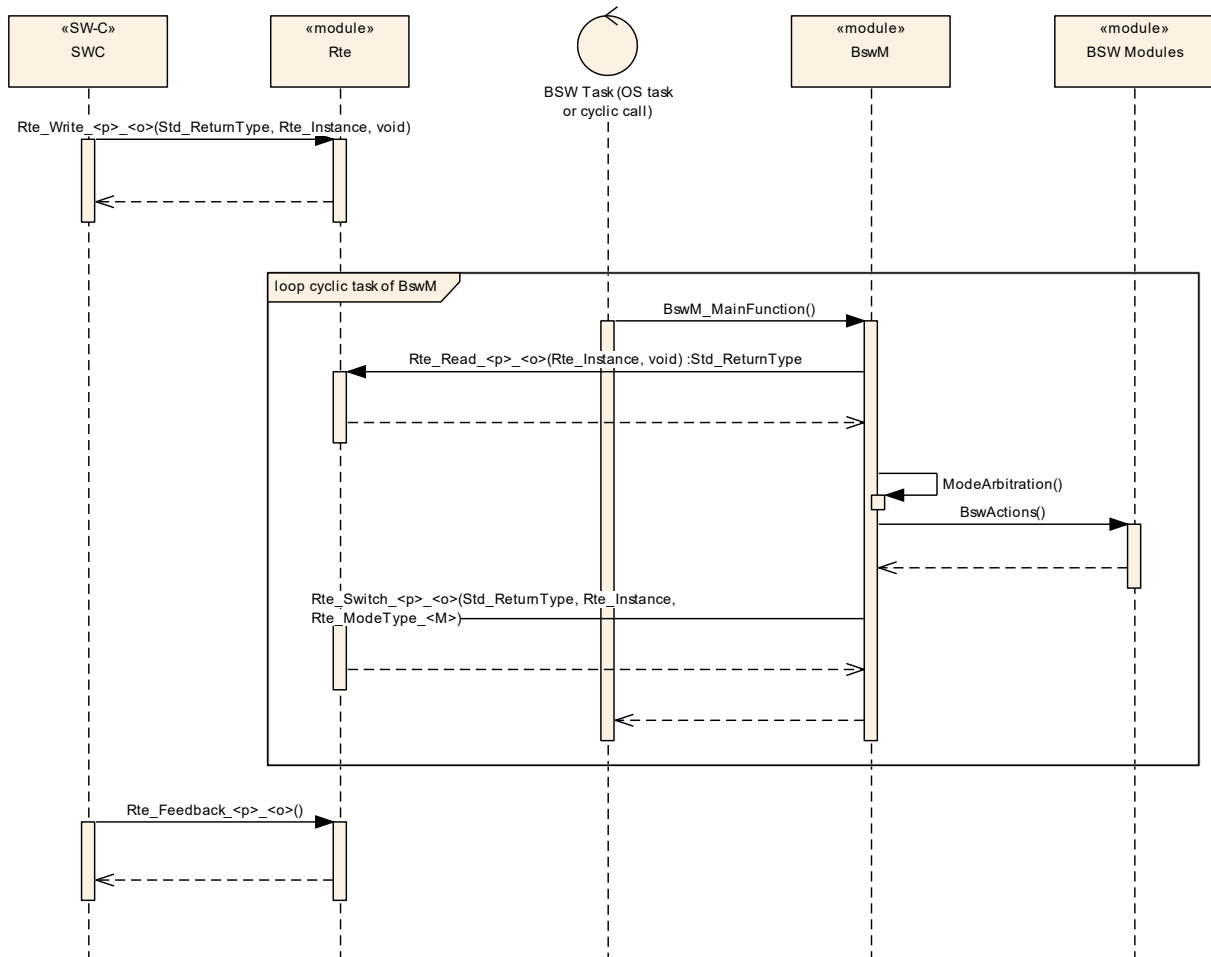 «SW-C»
SWC
«module»
Rte
BSW Task (OS task
or cyclic call)
«module»
BswM
«module»
BSW Modules
Rte_Write_<p>_<o>(Std_ReturnType, Rte_Instance, void)
loop cyclic task of BswM
BswM_MainFunction()
Rte_Read_<p>_<o>(Rte_Instance, void) :Std_ReturnType
ModeArbitration()
BswActions()
Rte_Switch_<p>_<o>(Std_ReturnType, Rte_Instance,
Rte_ModeType_<M>)
Rte_Feedback_<p>_<o>()